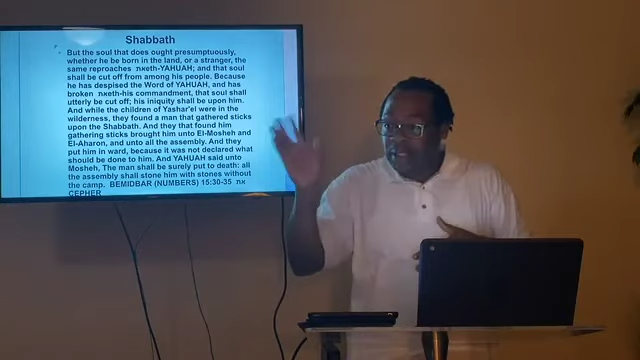 Shabbath
But the soul that does ought presumptuously,
whether he be born in the land, or a stranger, the
same reproaches את-eth-YAHUAH; and that soul
shall be cut off from among his people. Because
he has despised the Word of YAHUAH, and has
broken את-eth-his commandment, that soul shall
utterly be cut off; his iniquity shall be upon him.
And while the children of Yashar'el were in the
wilderness, they found a man that gathered sticks
upon the Shabbath. And they that found him
gathering sticks brought him unto El-Mosheh and
El-Aharon, and unto all the assembly. And they
put him in ward, because it was not declared what
should be done to him. And YAHUAH said unto
Mosheh, The man shall be surely put to death: all
the assembly shall stone him with stones without
the camp. BEMIDBAR (NUMBERS) 15:30-35 את
CEPHER